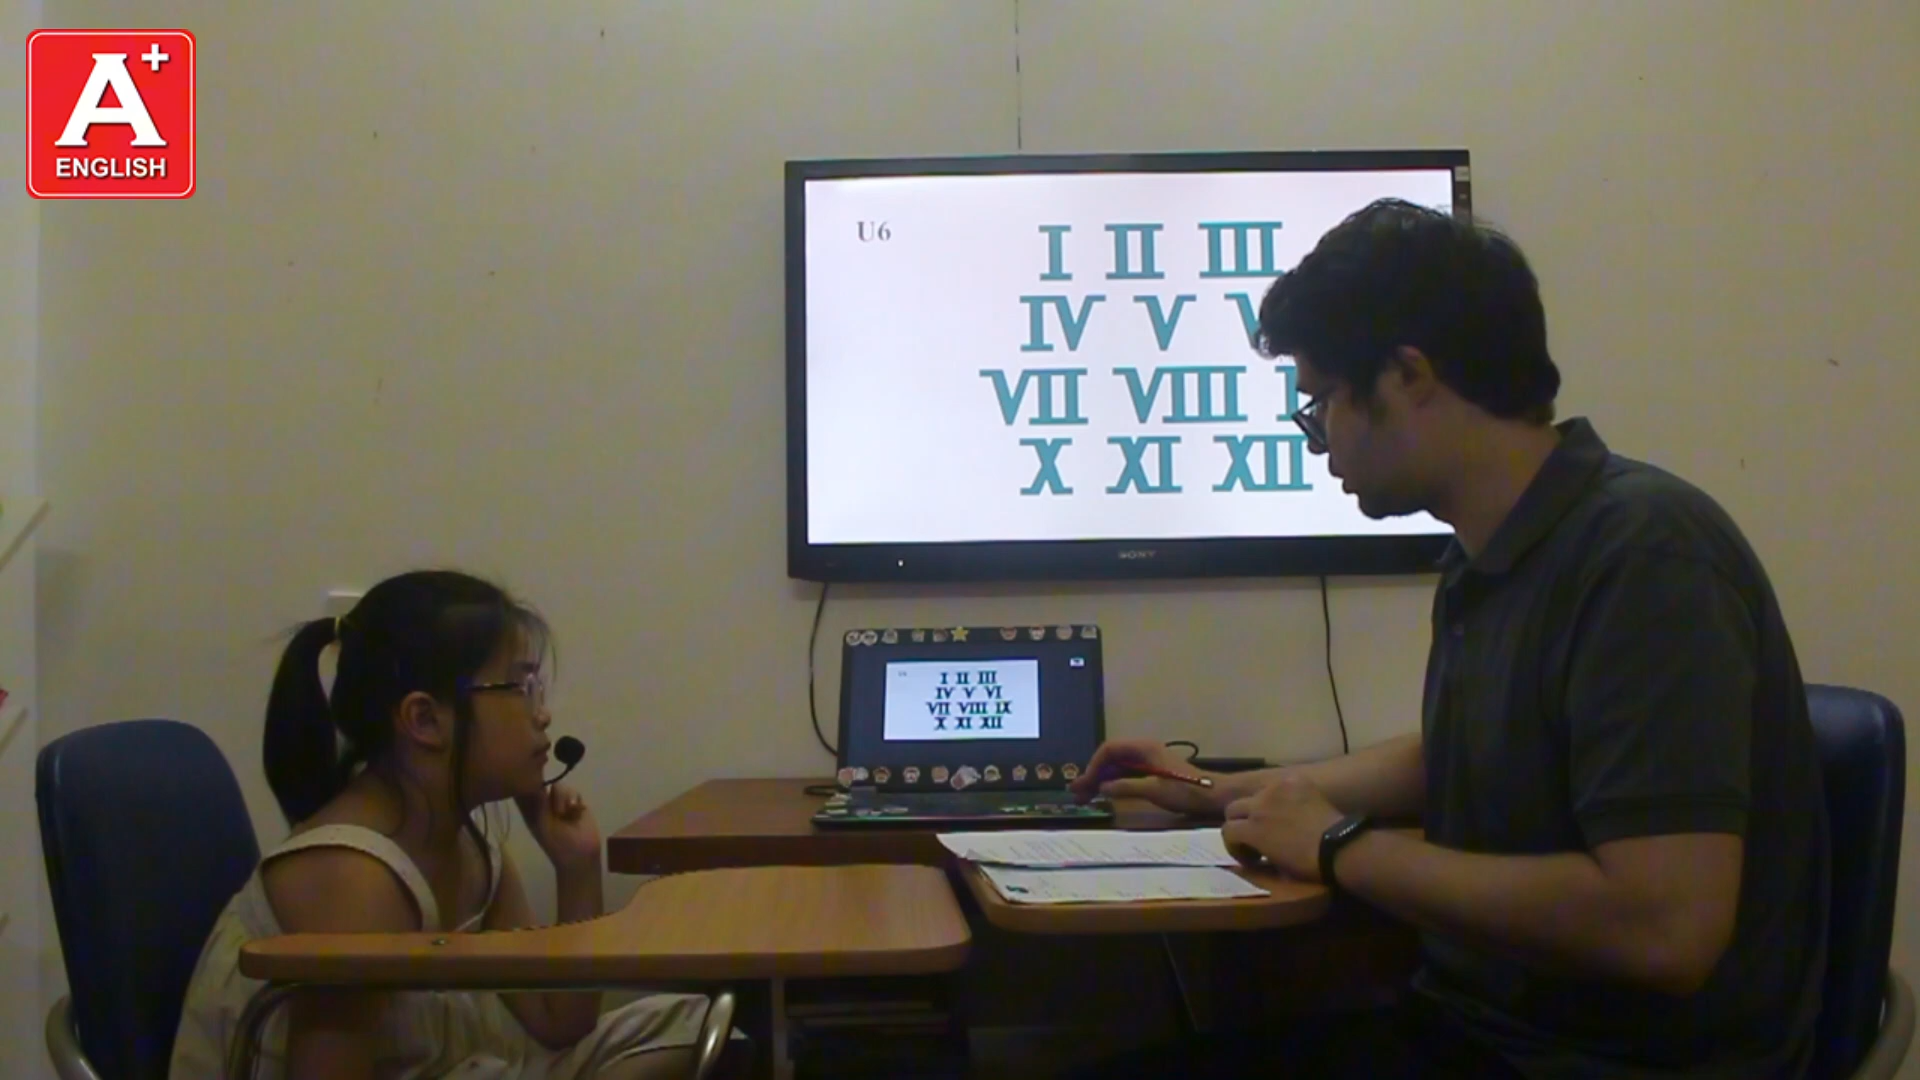 A+
ENGLISH
U6
I II III
IV V
VII VIII
X XI XII
SONY
I II III
IV V VI
VII VIII IX
X XI XII